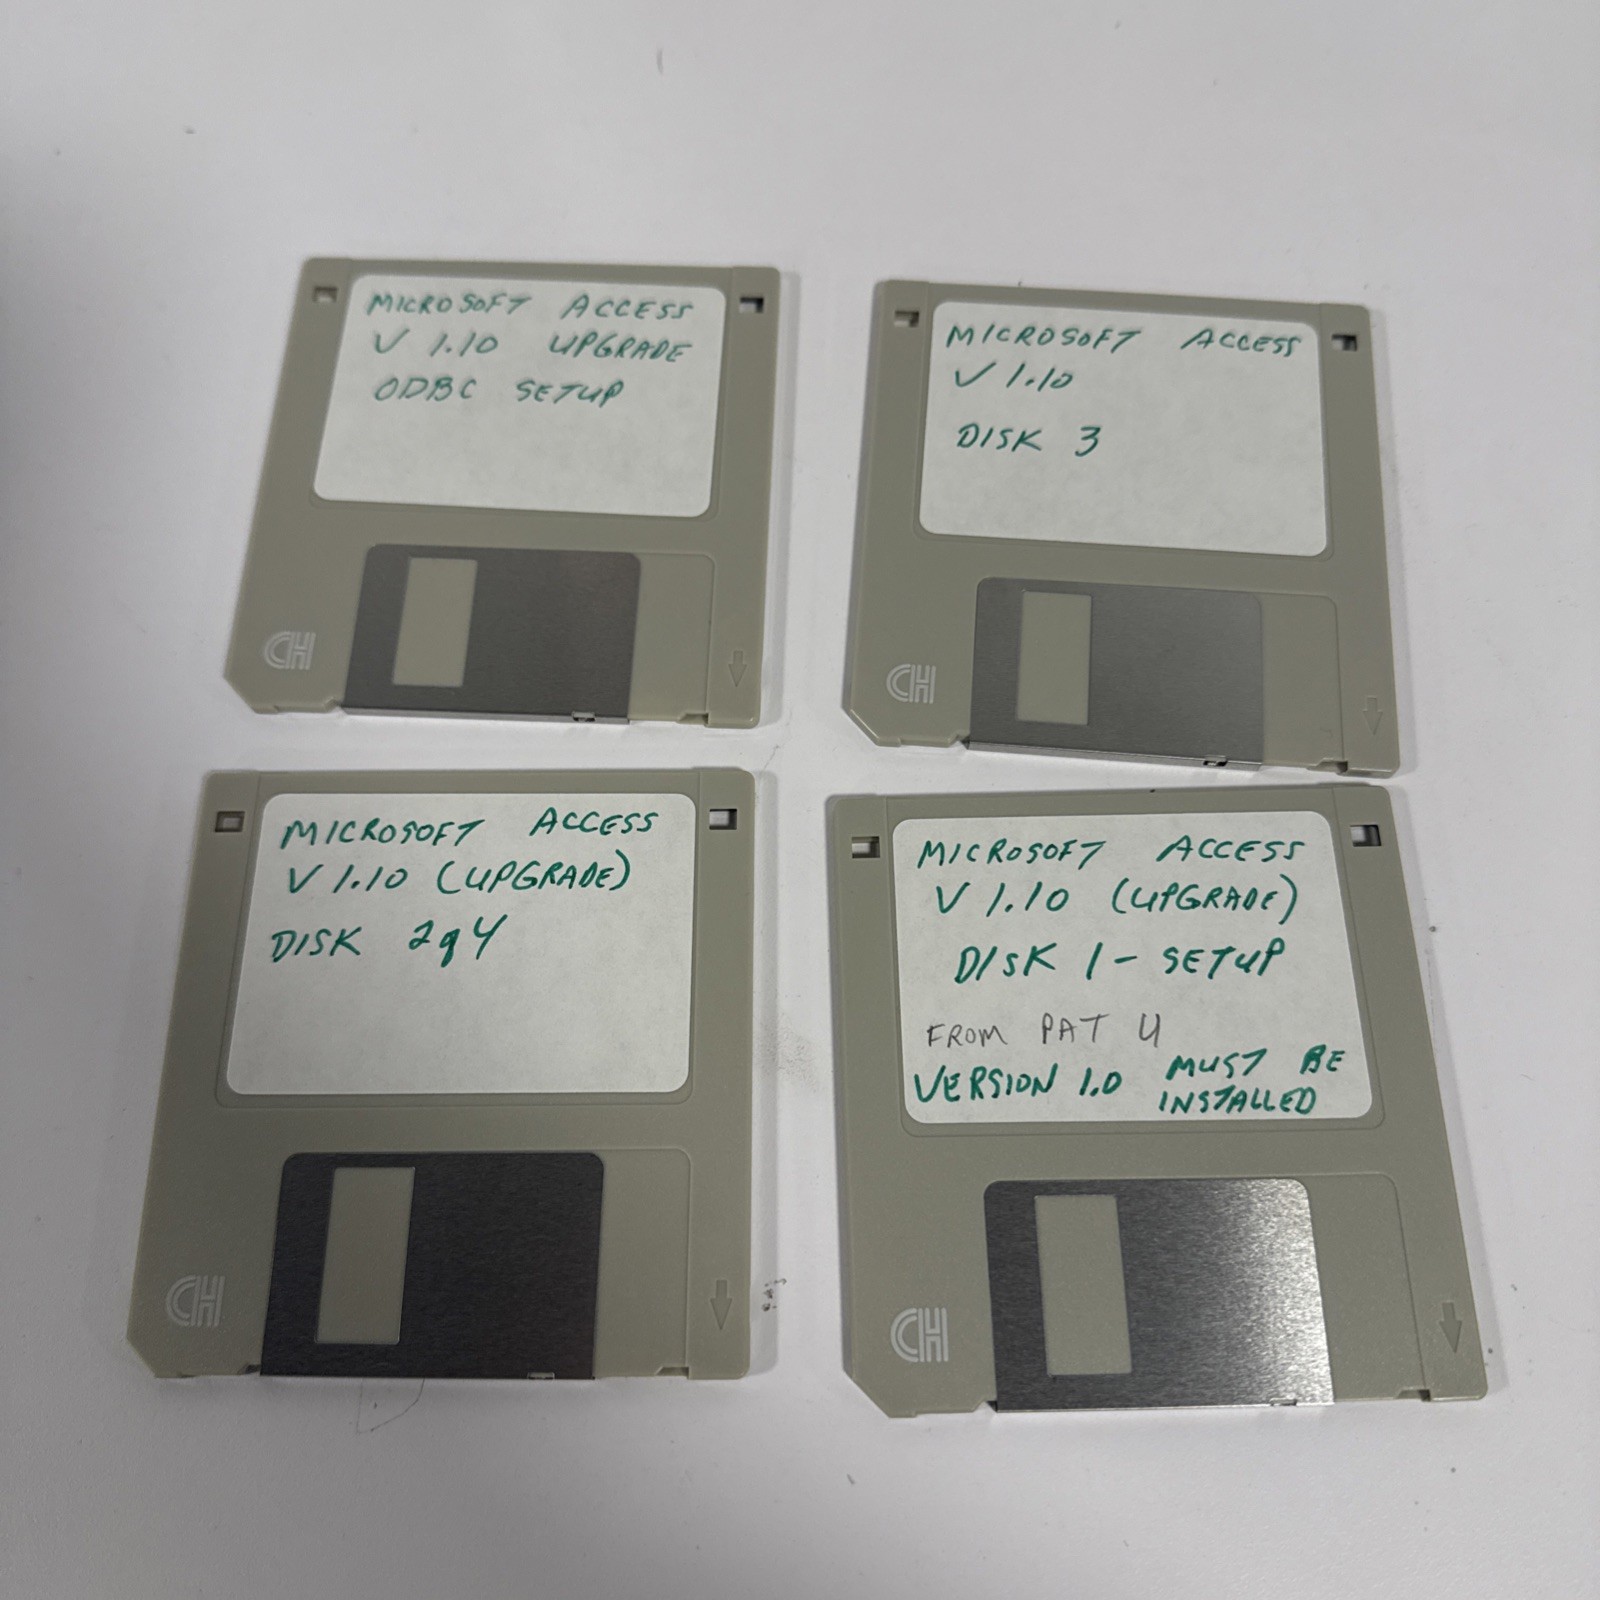 MICROSOFT ACCESS
V 1.10 UPGRADE
ODBC SETUP
CH
MICROSOFT ACCESS
V 1.10
DISK 3
CH
MICROSOFT ACCESS
V 1.10 (UPGRADE)
DISK 2 of 4
CH
MICROSOFT ACCESS
V 1.10 (UPGRADE)
DISK 1 - SETUP
FROM PAT U
VERSION 1.0 MUST BE
INSTALLED
CH